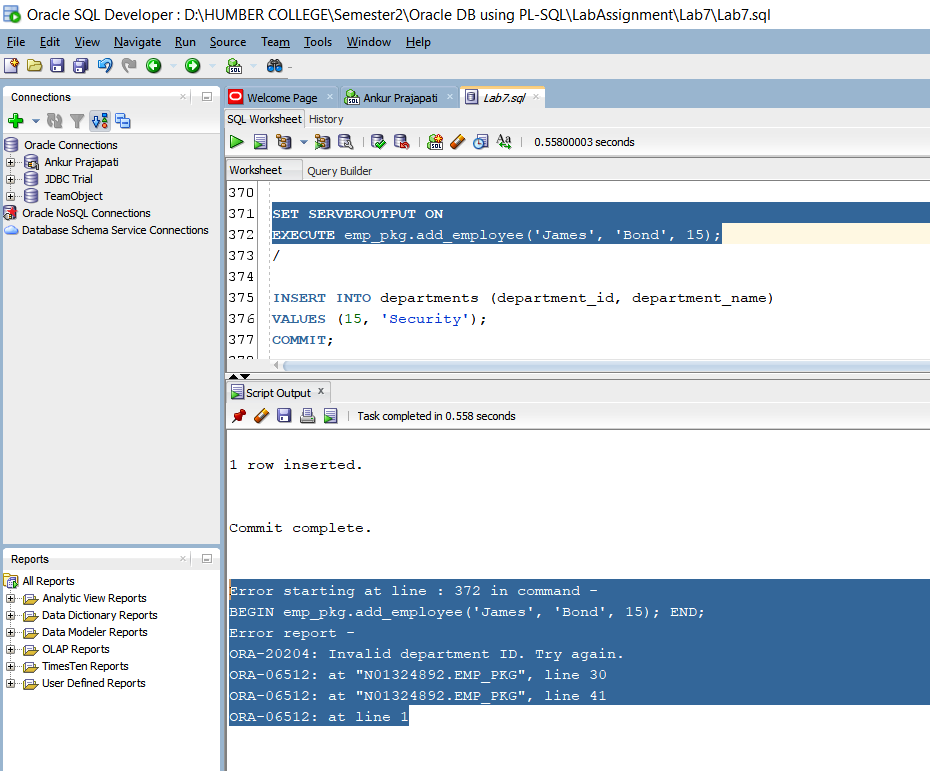 Oracle SQL Developer : D:\HUMBER COLLEGE\Semester2\Oracle DB using PL-SQL\LabAssignment\Lab7\Lab7.sql
File Edit View Navigate Run Source Team Tools Window Help
Connections
Oracle Connections
Ankur Prajapati
JDBC Trial
TeamObject
Oracle NoSQL Connections
Database Schema Service Connections
Reports
All Reports
Analytic View Reports
Data Dictionary Reports
Data Modeler Reports
OLAP Reports
TimesTen Reports
User Defined Reports
Welcome Page Ankur Prajapati Lab7.sql
SQL Worksheet History
0.55800003 seconds
Worksheet Query Builder
370
371 SET SERVEROUTPUT ON
372 EXECUTE emp_pkg.add_employee('James', 'Bond', 15);
373 /
374
375 INSERT INTO departments (department_id, department_name)
376 VALUES (15, 'Security');
377 COMMIT;
Script Output x
Task completed in 0.558 seconds
1 row inserted.
Commit complete.
Error starting at line : 372 in command -
BEGIN emp_pkg.add_employee('James', 'Bond', 15); END;
Error report -
ORA-20204: Invalid department ID. Try again.
ORA-06512: at "N01324892.EMP_PKG", line 30
ORA-06512: at "N01324892.EMP_PKG", line 41
ORA-06512: at line 1